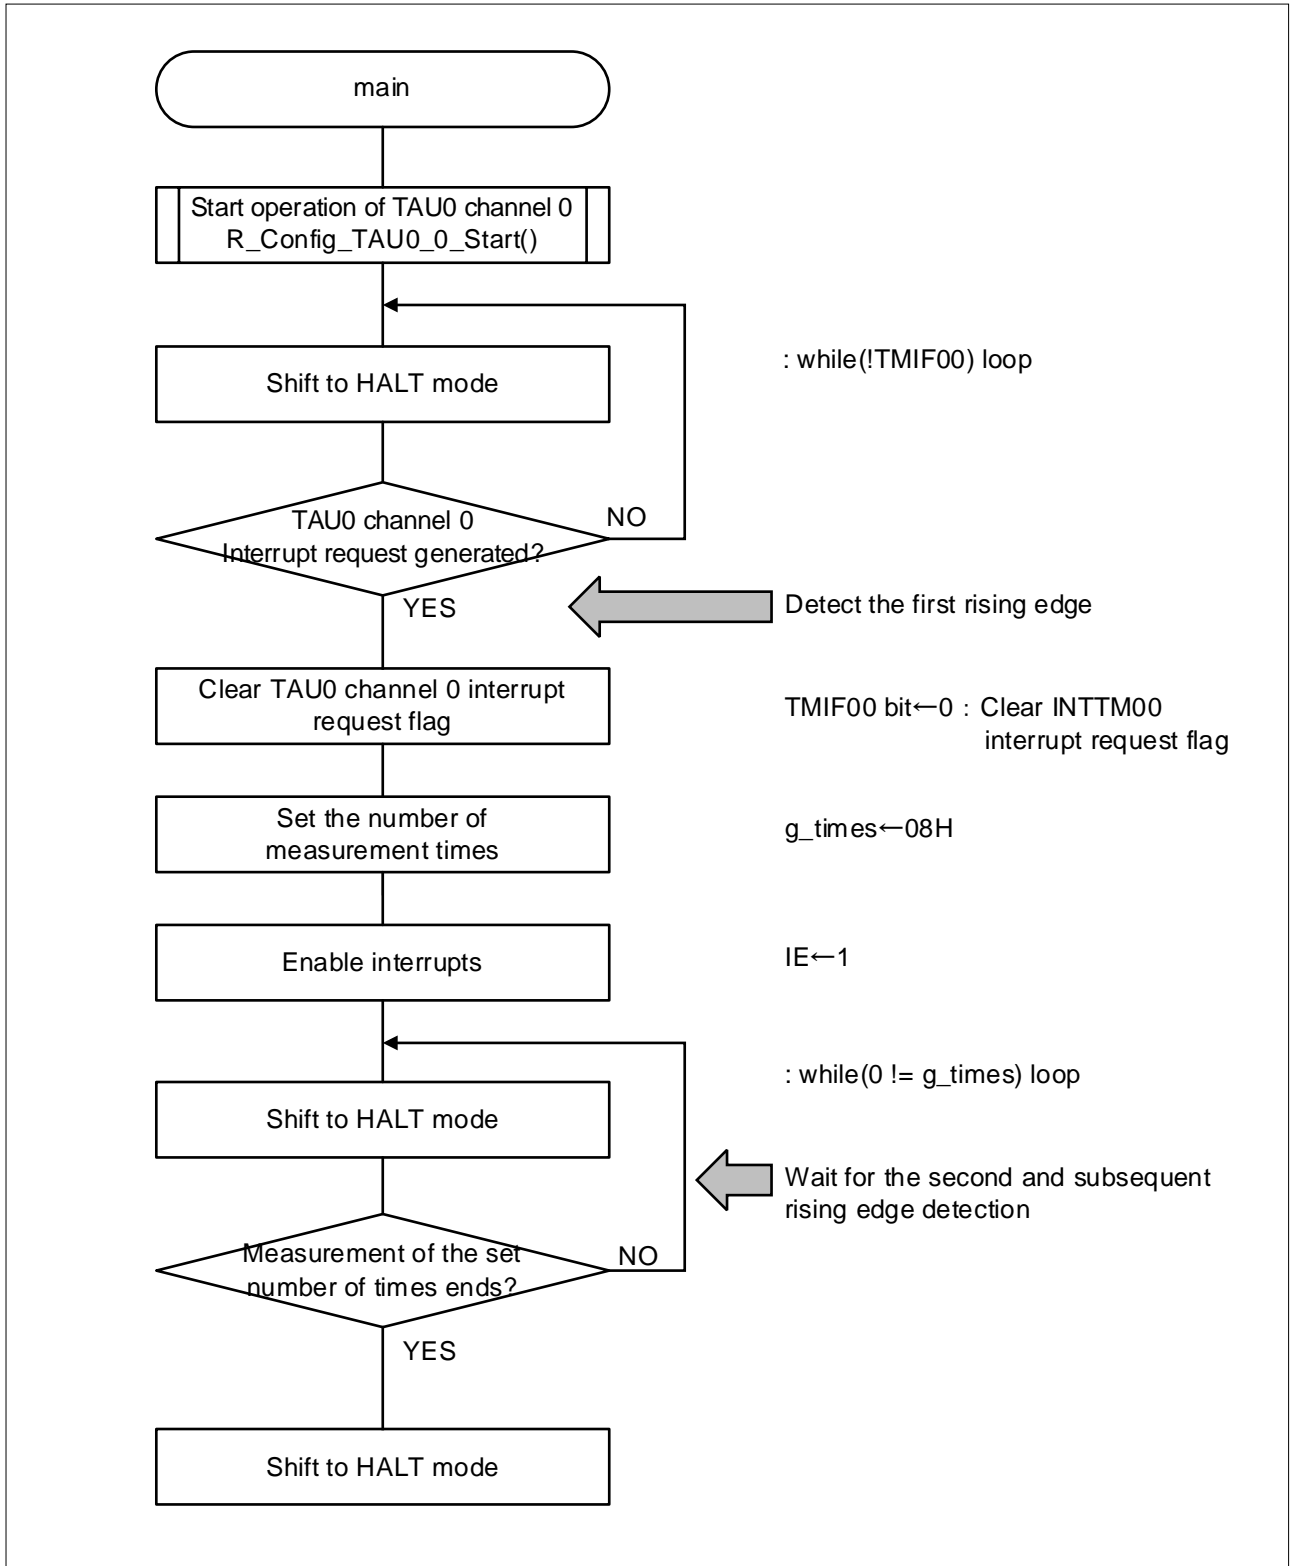 main
Start operation of TAU0 channel 0
R_Config_TAU0_0_Start()
: while(!TMIF00) loop
Shift to HALT mode
TAU0 channel 0
Interrupt request generated?
NO
YES
Detect the first rising edge
Clear TAU0 channel 0 interrupt
request flag
TMIF00 bit←0 : Clear INTTM00
interrupt request flag
Set the number of
measurement times
g_times←08H
Enable interrupts
IE←1
: while(0 != g_times) loop
Shift to HALT mode
Wait for the second and subsequent
rising edge detection
Measurement of the set
number of times ends?
NO
YES
Shift to HALT mode